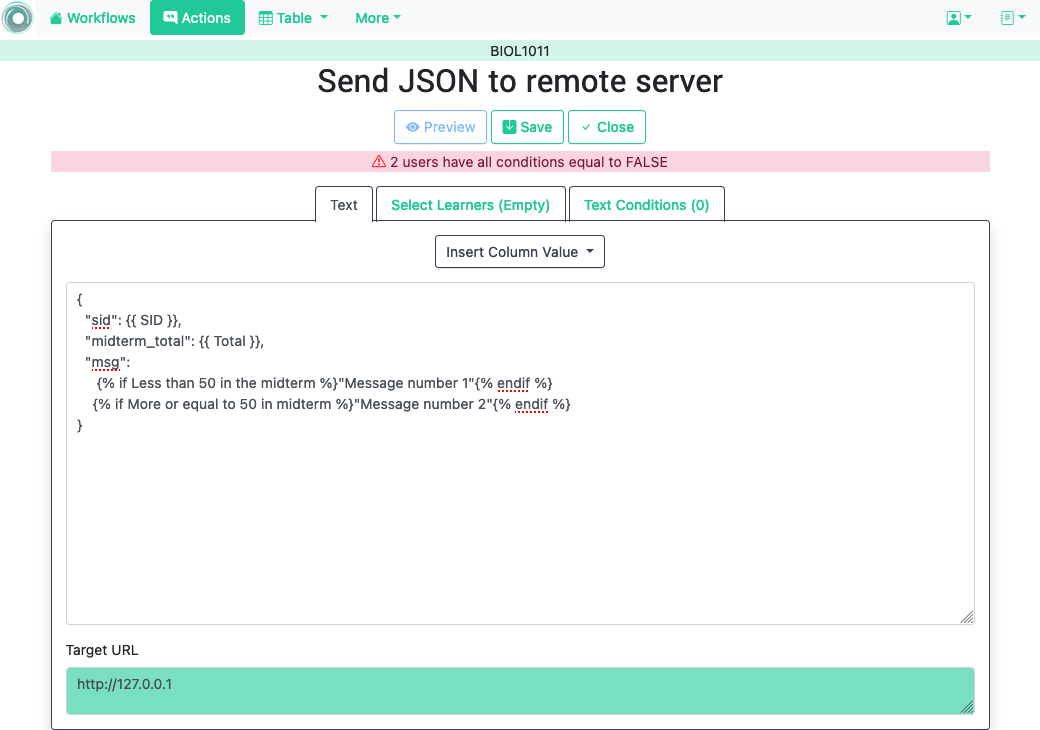 Workflows Actions Table More
BIOL1011
Send JSON to remote server
Preview Save Close
2 users have all conditions equal to FALSE
Text Select Learners (Empty) Text Conditions (0)
Insert Column Value
{
"sid": {{ SID }},
"midterm_total": {{ Total }},
"msg":
{% if Less than 50 in the midterm %}"Message number 1"{% endif %}
{% if More or equal to 50 in midterm %}"Message number 2"{% endif %}
}
Target URL
http://127.0.0.1